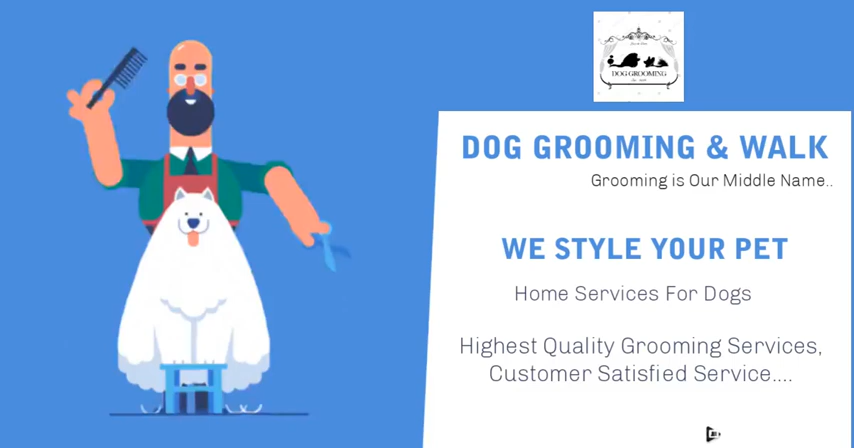 DOG GROOMING
DOG GROOMING & WALK
Grooming is Our Middle Name..
WE STYLE YOUR PET
Home Services For Dogs
Highest Quality Grooming Services,
Customer Satisfied Service....